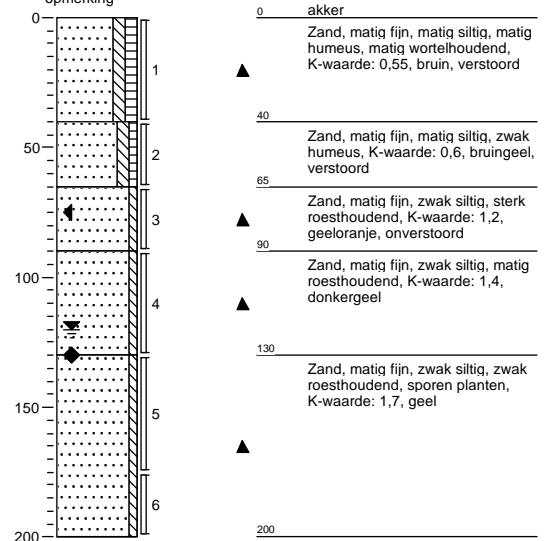 opmerking
0
50
100
150
200
1
2
3
4
5
6
0 akker
Zand, matig fijn, matig siltig, matig
humeus, matig wortelhoudend,
K-waarde: 0,55, bruin, verstoord
40
Zand, matig fijn, matig siltig, zwak
humeus, K-waarde: 0,6, bruingeel,
verstoord
65
Zand, matig fijn, zwak siltig, sterk
roesthoudend, K-waarde: 1,2,
geeloranje, onverstoord
90
Zand, matig fijn, zwak siltig, matig
roesthoudend, K-waarde: 1,4,
donkergeel
130
Zand, matig fijn, zwak siltig, zwak
roesthoudend, sporen planten,
K-waarde: 1,7, geel
200